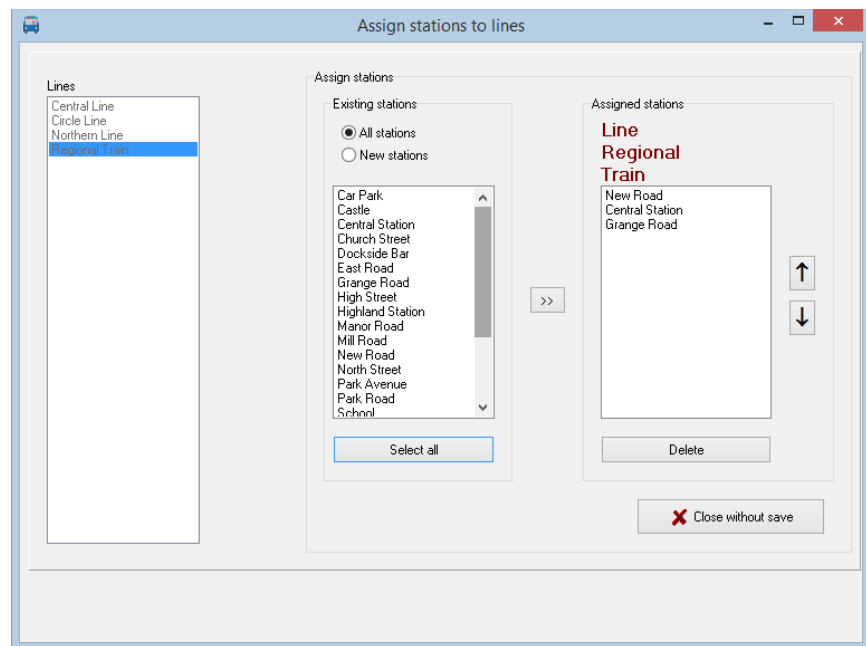 Assign stations to lines
Lines
Central Line
Circle Line
Northern Line
Regional Train
Assign stations
Existing stations
All stations
New stations
Car Park
Castle
Central Station
Church Street
Dockside Bar
East Road
Grange Road
High Street
Highland Station
Manor Road
Mill Road
New Road
North Street
Park Avenue
Park Road
School
Select all
>>
Assigned stations
Line
Regional
Train
New Road
Central Station
Grange Road
↑
↓
Delete
Close without save